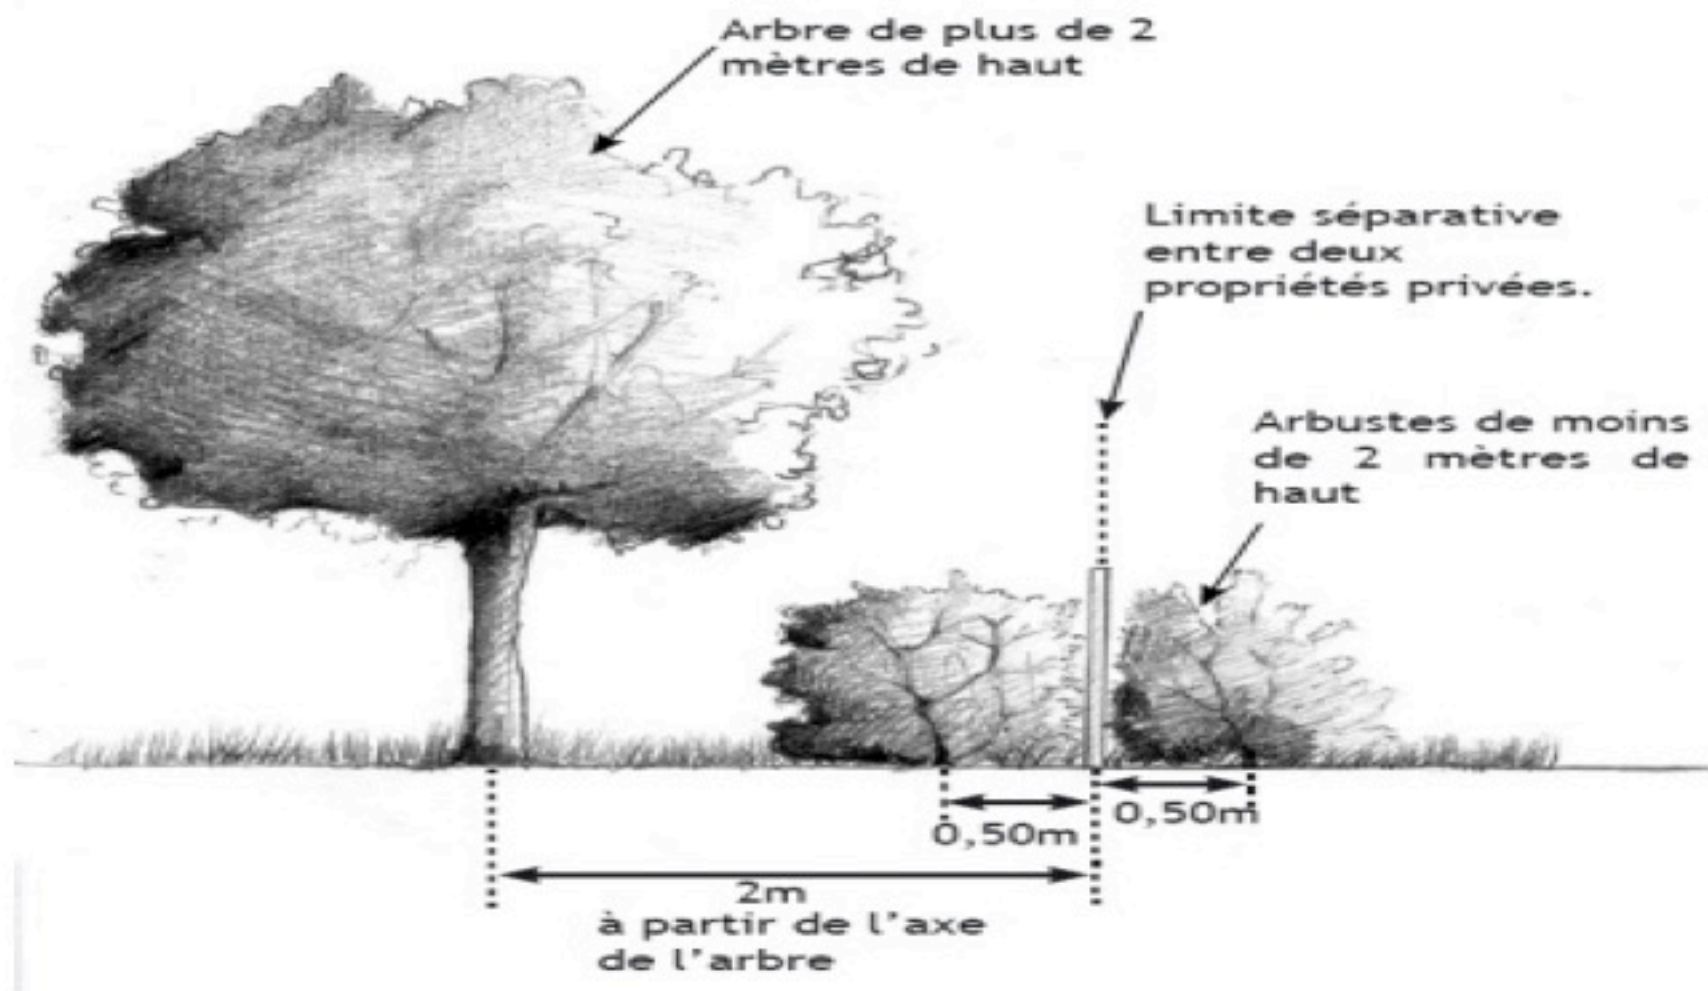 Arbre de plus de 2
mètres de haut
Limite séparative
entre deux
propriétés privées.
Arbustes de moins
de 2 mètres de
haut
0,50m
0,50m
2m
à partir de l'axe
de l'arbre